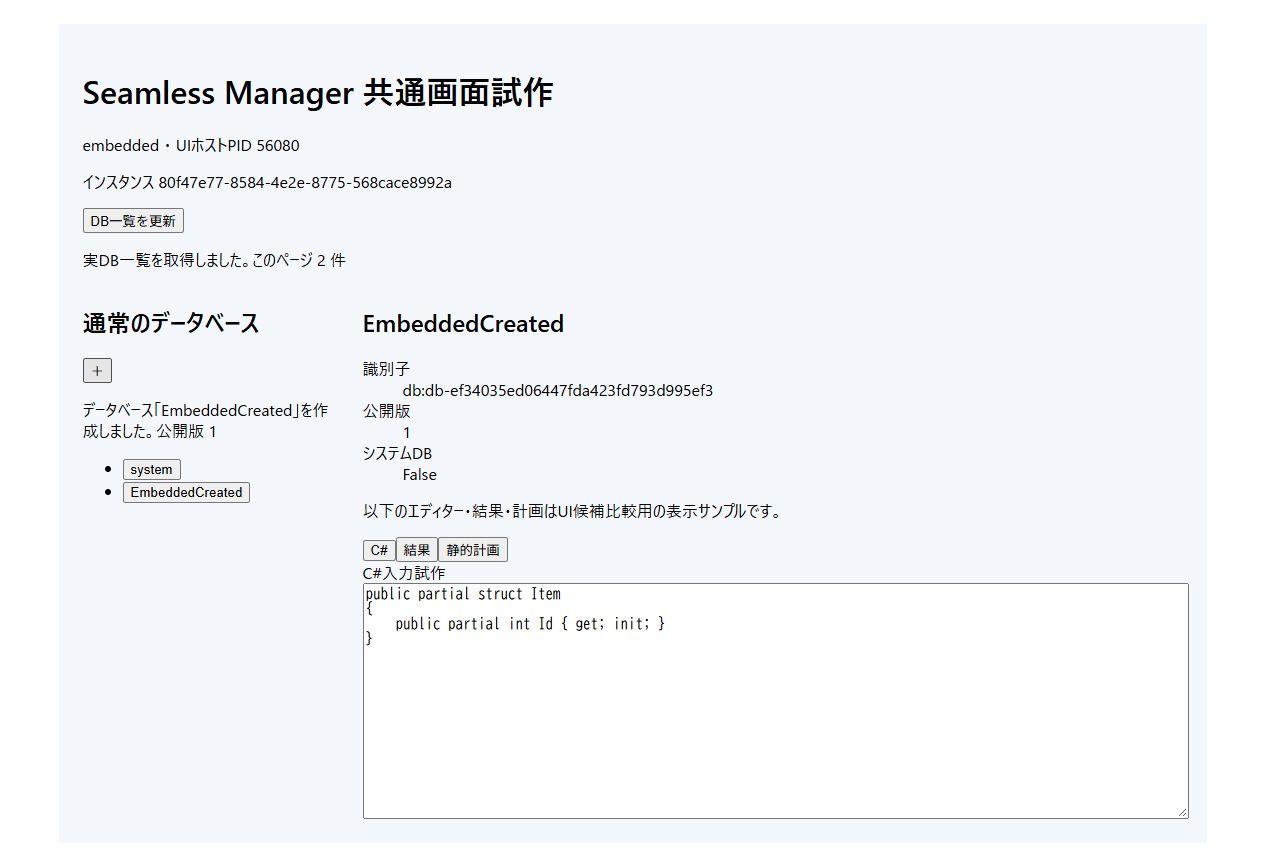 Seamless Manager 共通画面試作
embedded・UIホストPID 56080
インスタンス 80f47e77-8584-4e2e-8775-568cace8992a
DB一覧を更新
実DB一覧を取得しました。このページ 2 件
通常のデータベース
+
データベース「EmbeddedCreated」を作
成しました。公開版 1
system
EmbeddedCreated
EmbeddedCreated
識別子
db:db-ef34035ed06447fda423fd793d995ef3
公開版
1
システムDB
False
以下のエディター・結果・計画はUI候補比較用の表示サンプルです。
C# 結果 静的計画
C#入力試作
public partial struct Item
{
    public partial int Id { get; init; }
}